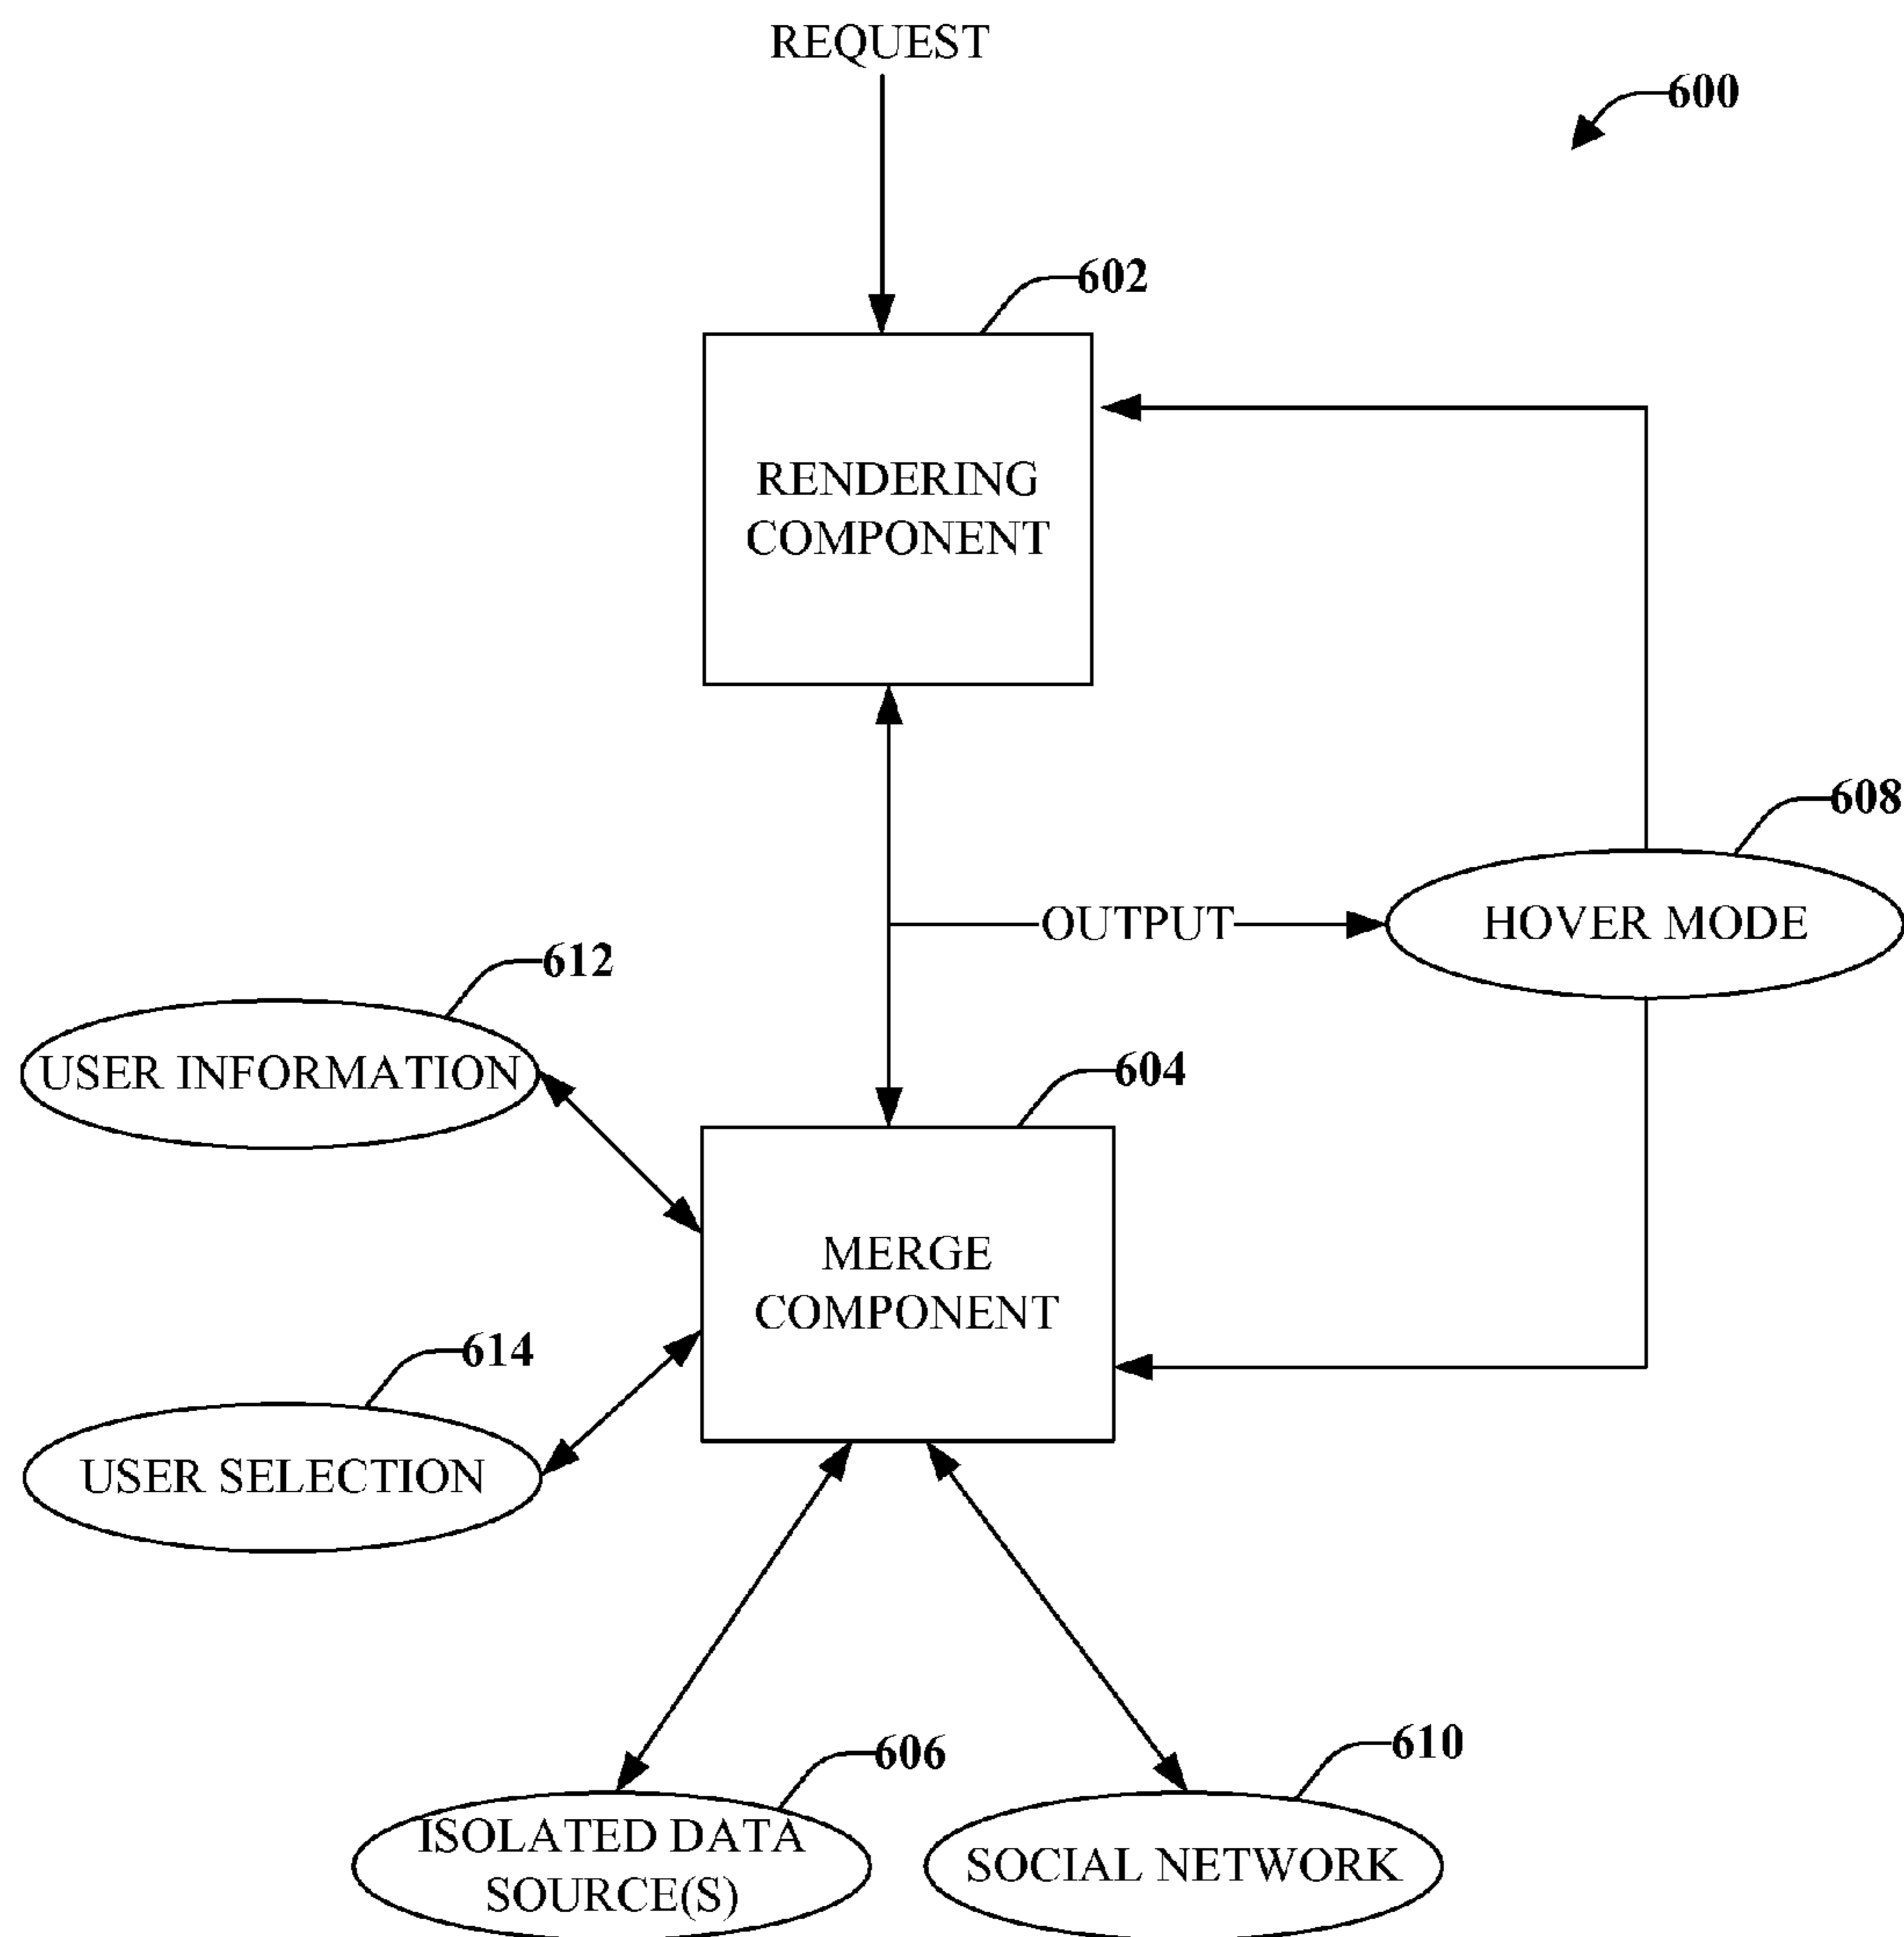 REQUEST
600
602
RENDERING
COMPONENT
608
OUTPUT
HOVER MODE
612
USER INFORMATION
604
MERGE
COMPONENT
614
USER SELECTION
606
ISOLATED DATA
SOURCE(S)
610
SOCIAL NETWORK